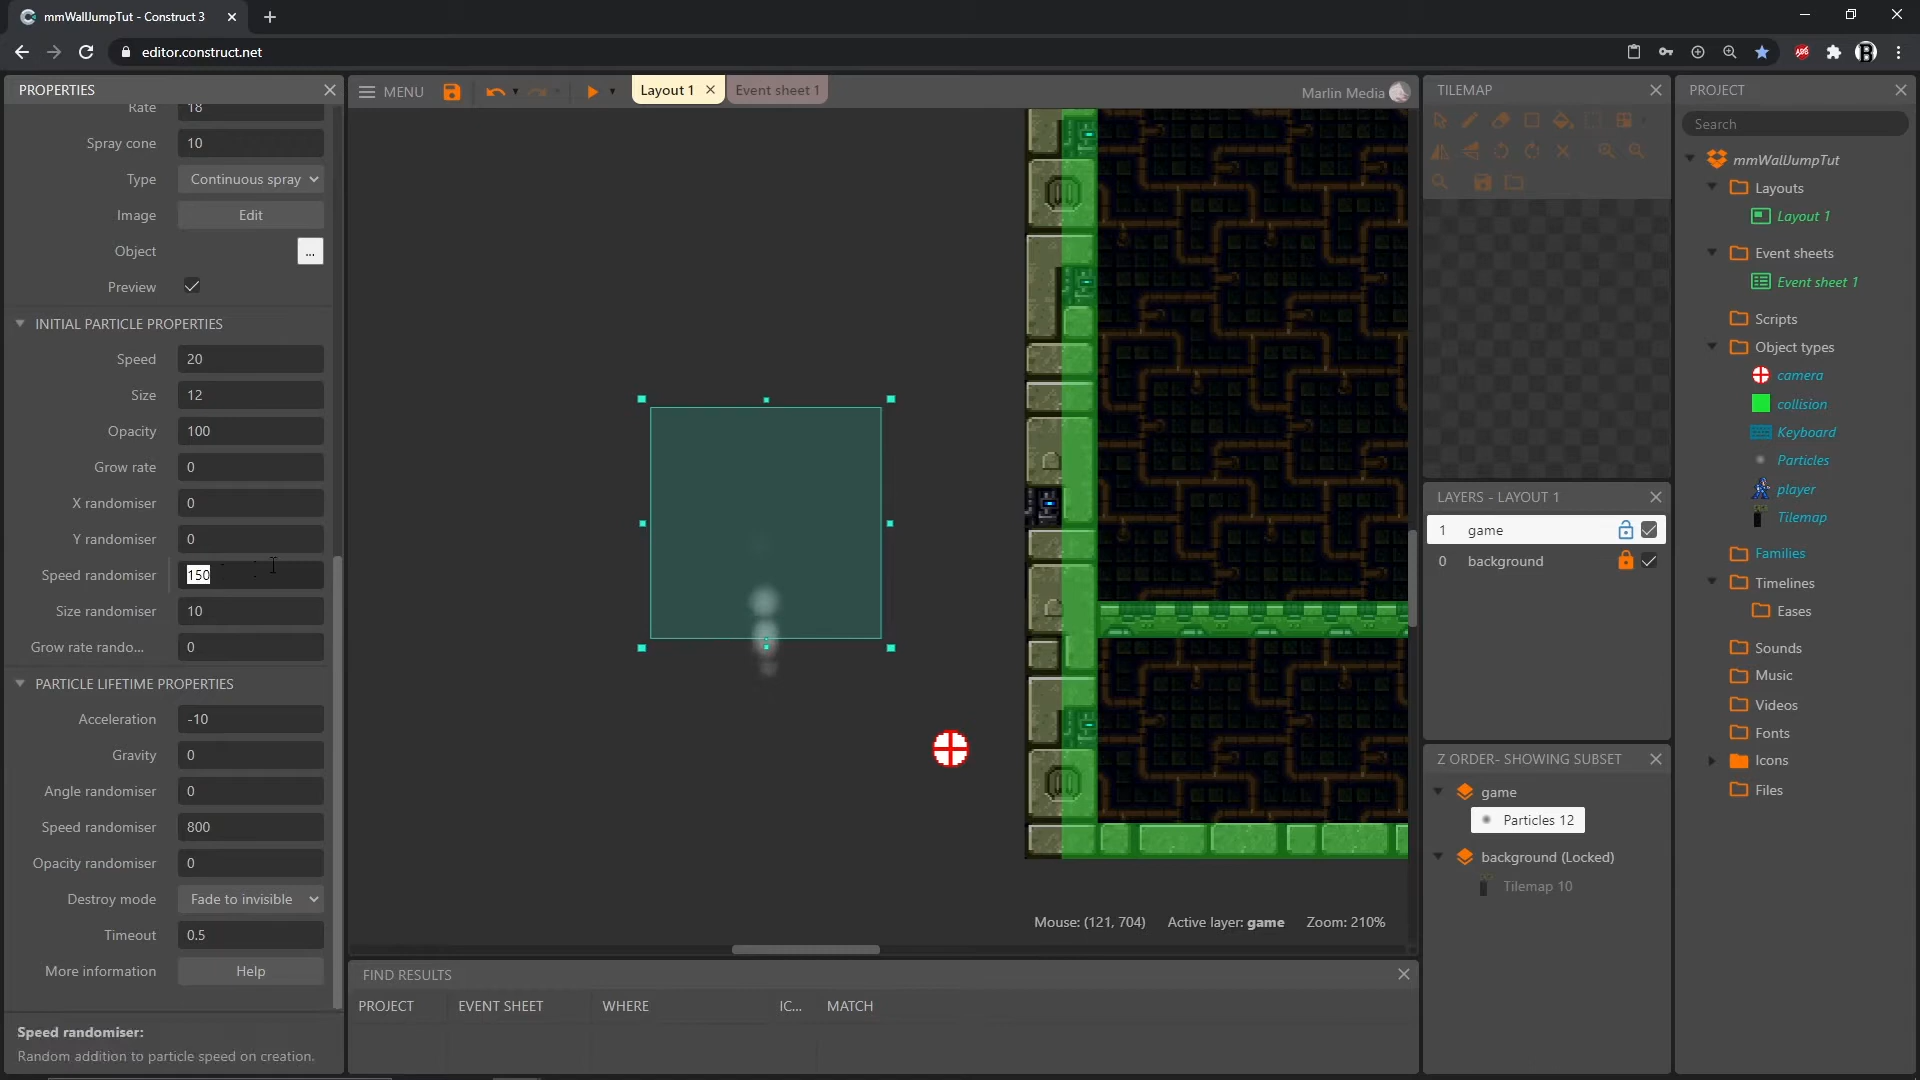 mmWallJumpTut - Construct 3
editor.construct.net
PROPERTIES
Rate 18
Spray cone 10
Type Continuous spray
Image Edit
Object ...
Preview
INITIAL PARTICLE PROPERTIES
Speed 20
Size 12
Opacity 100
Grow rate 0
X randomiser 0
Y randomiser 0
Speed randomiser 150
Size randomiser 10
Grow rate rando... 0
PARTICLE LIFETIME PROPERTIES
Acceleration -10
Gravity 0
Angle randomiser 0
Speed randomiser 800
Opacity randomiser 0
Destroy mode Fade to invisible
Timeout 0.5
More information Help
Speed randomiser:
Random addition to particle speed on creation.
MENU
Layout 1
Event sheet 1
Marlin Media
Mouse: (121, 704) Active layer: game Zoom: 210%
FIND RESULTS
PROJECT EVENT SHEET WHERE IC... MATCH
TILEMAP
LAYERS - LAYOUT 1
1 game
0 background
Z ORDER- SHOWING SUBSET
game
Particles 12
background (Locked)
Tilemap 10
PROJECT
Search
mmWallJumpTut
Layouts
Layout 1
Event sheets
Event sheet 1
Scripts
Object types
camera
collision
Keyboard
Particles
player
Tilemap
Families
Timelines
Eases
Sounds
Music
Videos
Fonts
Icons
Files